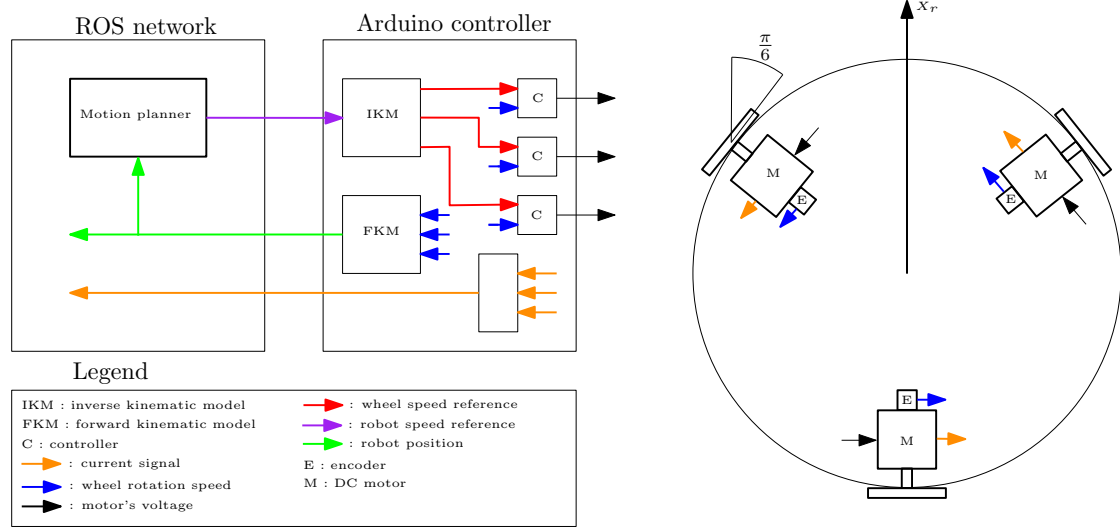 ROS network
Arduino controller
Motion planner
IKM
C
C
C
FKM
Legend
IKM : inverse kinematic model
FKM : forward kinematic model
C : controller
: current signal
: wheel rotation speed
: motor's voltage
: wheel speed reference
: robot speed reference
: robot position
E : encoder
M : DC motor
x_r
π/6
M
E
M
E
E
M